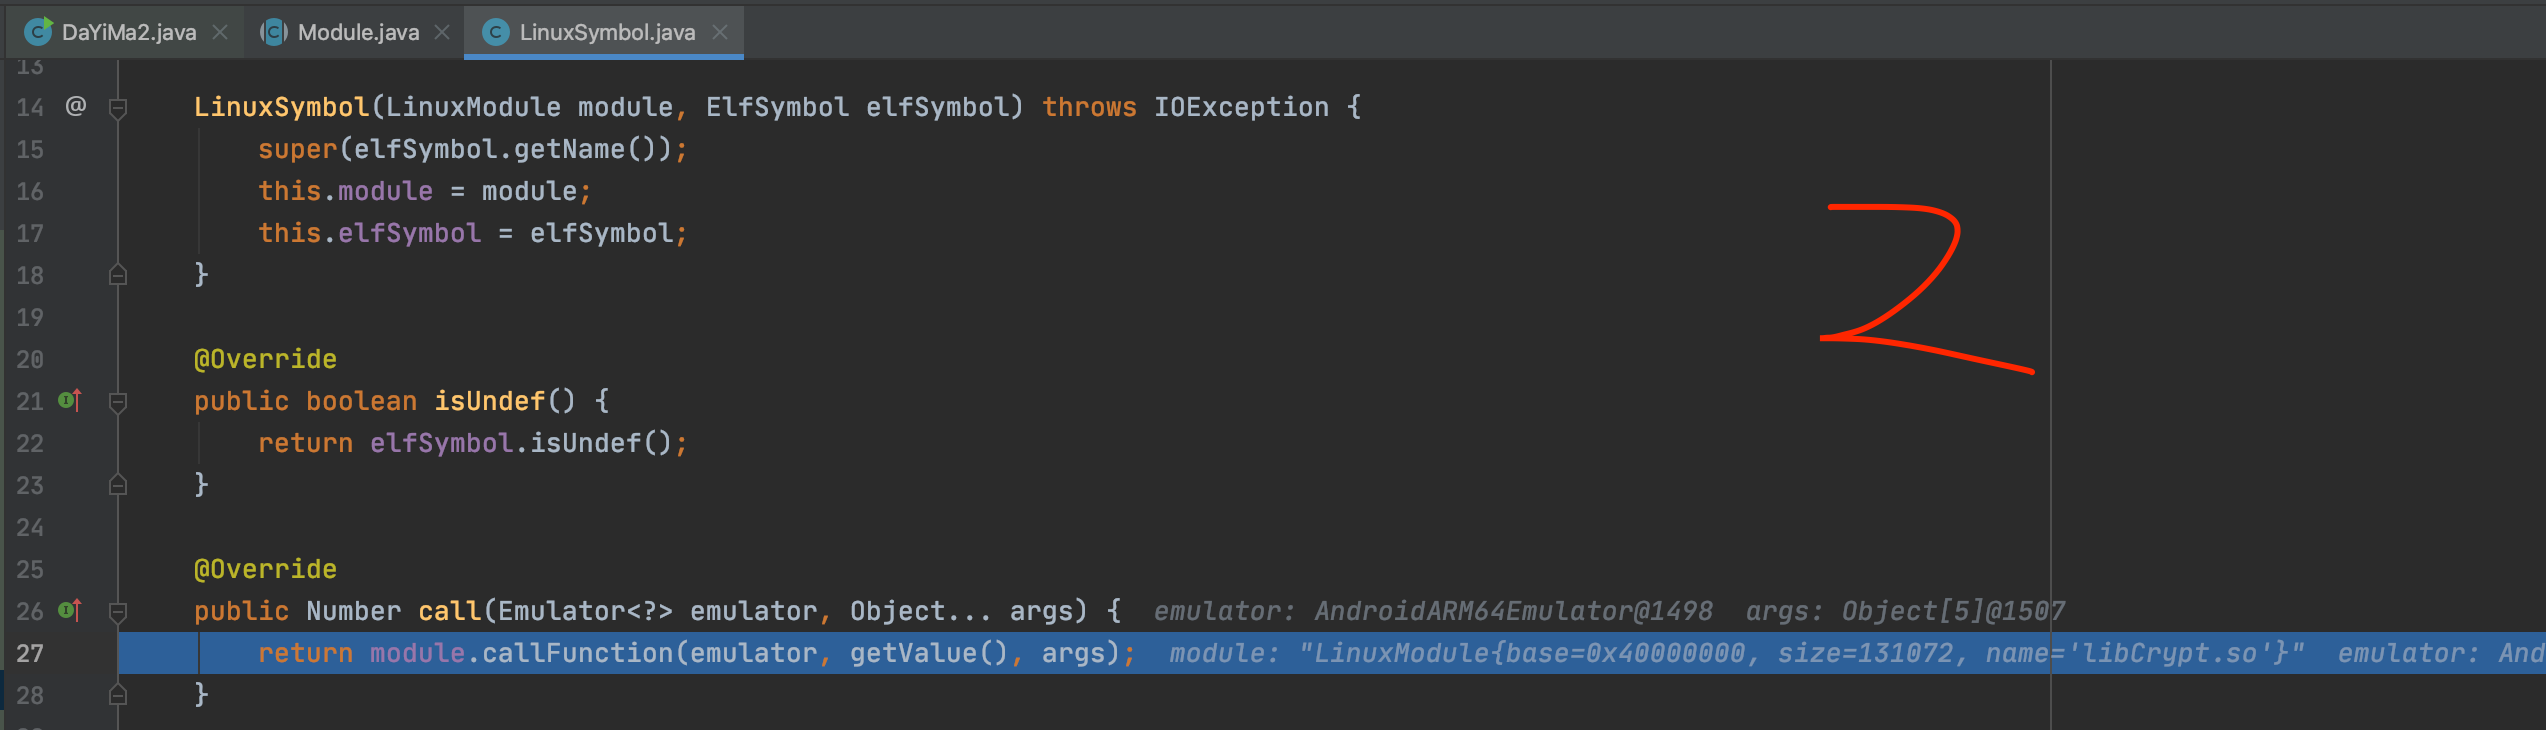 DaYiMa2.java Module.java LinuxSymbol.java
13
14 @ LinuxSymbol(LinuxModule module, ElfSymbol elfSymbol) throws IOException {
15 super(elfSymbol.getName());
16 this.module = module;
17 this.elfSymbol = elfSymbol;
18 }
19
20 @Override
21 public boolean isUndef() {
22 return elfSymbol.isUndef();
23 }
24
25 @Override
26 public Number call(Emulator<?> emulator, Object... args) { emulator: AndroidARM64Emulator@1498 args: Object[5]@1507
27 return module.callFunction(emulator, getValue(), args); module: "LinuxModule{base=0x40000000, size=131072, name='libCrypt.so'}" emulator: And
28 }
2